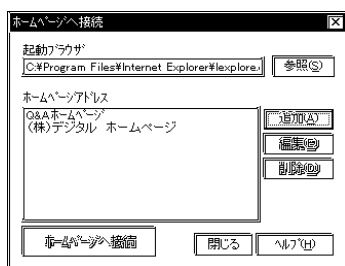 ホームページへ接続
起動ブラウザ
C:¥Program Files¥Internet Explorer¥Iexplore.
参照(S)
ホームページアドレス
Q&Aホームページ
(株)デジタル ホームページ
追加(A)
編集(E)
削除(D)
ホームページへ接続
閉じる
ヘルプ(H)